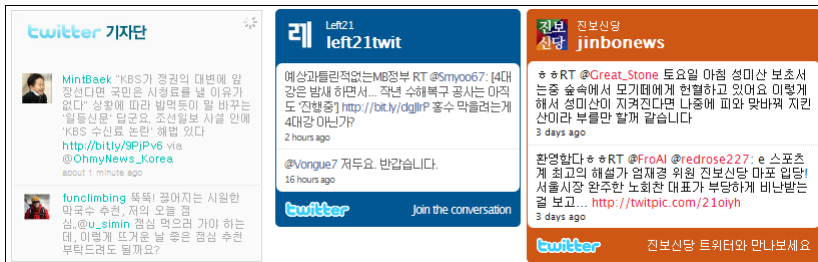 twitter 기자단
MintBaek "KBS가 정권의 대변에 앞
장선다면 국민은 시청료를 낼 이유가
없다" 상황에 따라 밥먹듯이 말 바꾸는
'일등신문' 답군요, 조선일보 사설 안에
'KBS 수신료 논란' 해법 있다
http://bit.ly/9PjPv6 via
@OhmyNews_Korea
about 1 minute ago
funclimbing 뚝뚝! 끊어지는 시원한
막국수 추천, 저의 오늘 점
심,,@u_simin 점심 먹으러 가야 하는
데, 이렇게 뜨거운 날 좋은 점심 추천
부탁드려도 될까요?
레
Left21
left21twit
예상과틀린적없는MB정부 RT @Smyoo67: [4대
강은 밤새 하면서... 작년 수해복구 공사는 아직
도 '진행중'] http://bit.ly/dgJlrP 홍수 막을려는게
4대강 아닌가?
2 hours ago
@Vongue7 저두요. 반갑습니다.
16 hours ago
twitter
Join the conversation
진보
신당
진보신당
jinbonews
ㅎㅎRT @Great_Stone 토요일 아침 성미산 보초서
는중 숲속에서 모기떼에게 헌혈하고 있어요 이렇게
해서 성미산이 지켜진다면 나중에 피와 맞바꿔 지킨
산이라 부를만 할꺼 같습니다
3 days ago
환영합다ㅎㅎRT @FroAI @redrose227: e 스포츠
계 최고의 해설가 엄재경 위원 진보신당 마포 입당!
서울시장 완주한 노회찬 대표가 부당하게 비난받는
걸 보고... http://twitpic.com/21oiyh
3 days ago
twitter
진보신당 트위터와 만나보세요